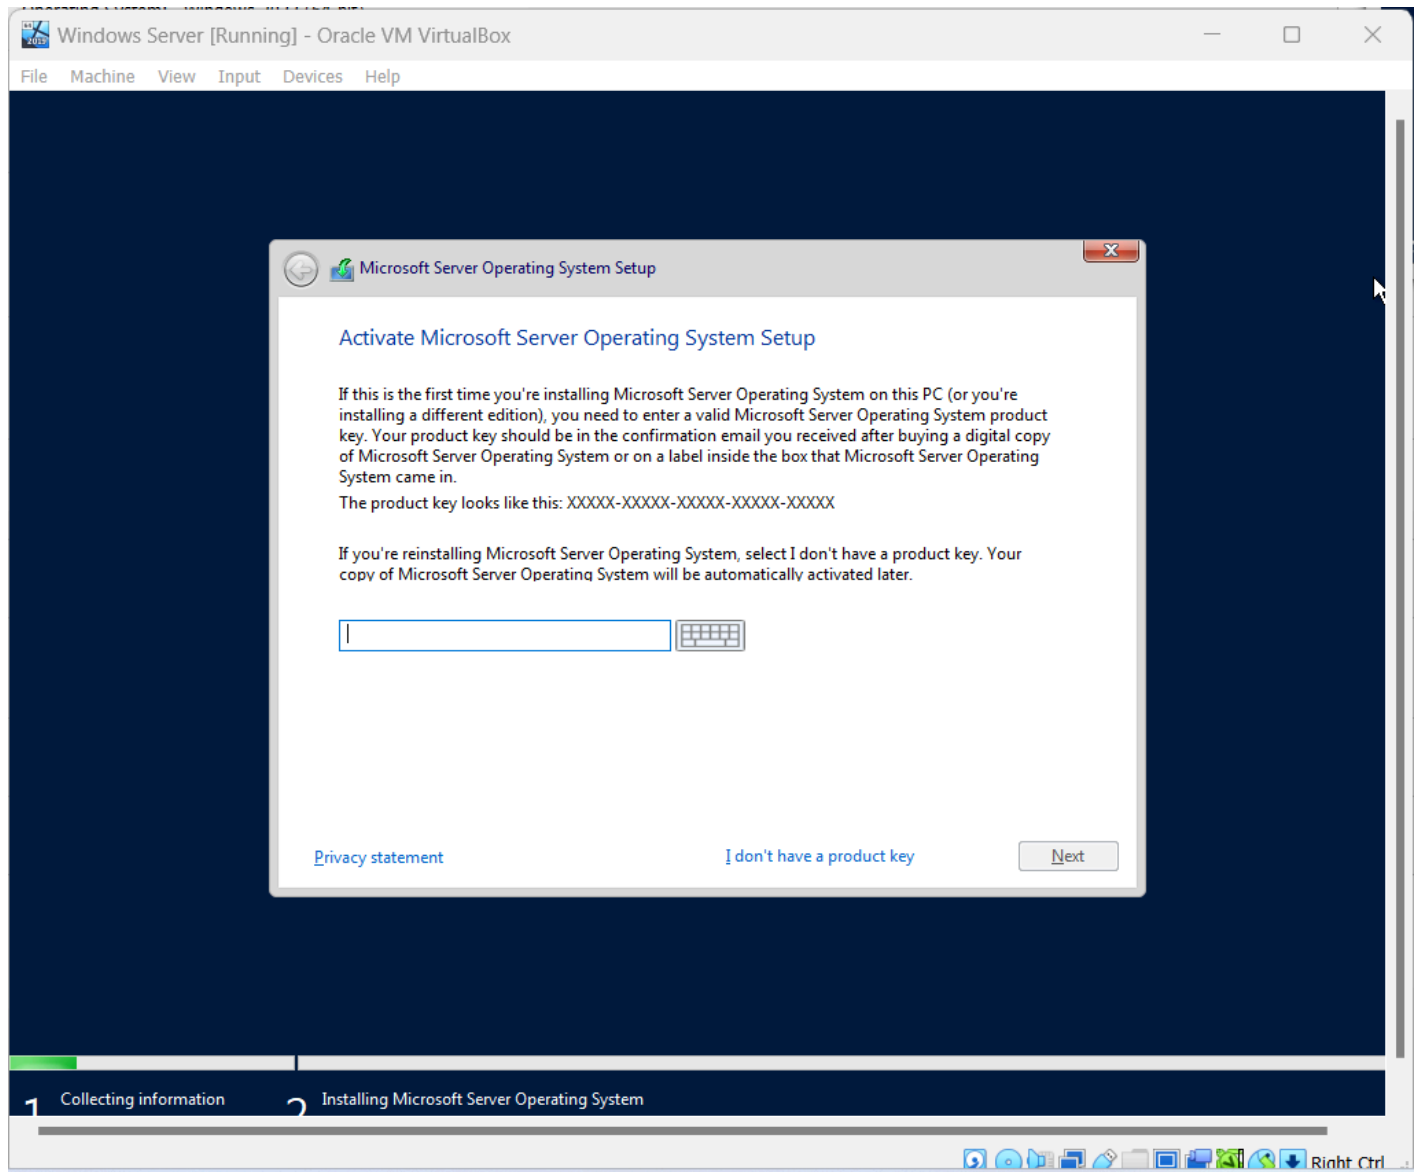 Windows Server [Running] - Oracle VM VirtualBox
File Machine View Input Devices Help
Microsoft Server Operating System Setup
Activate Microsoft Server Operating System Setup
If this is the first time you're installing Microsoft Server Operating System on this PC (or you're
installing a different edition), you need to enter a valid Microsoft Server Operating System product
key. Your product key should be in the confirmation email you received after buying a digital copy
of Microsoft Server Operating System or on a label inside the box that Microsoft Server Operating
System came in.
The product key looks like this: XXXXX-XXXXX-XXXXX-XXXXX-XXXXX
If you're reinstalling Microsoft Server Operating System, select I don't have a product key. Your
copy of Microsoft Server Operating System will be automatically activated later.
Privacy statement
I don't have a product key
Next
1 Collecting information
2 Installing Microsoft Server Operating System
Right Ctrl